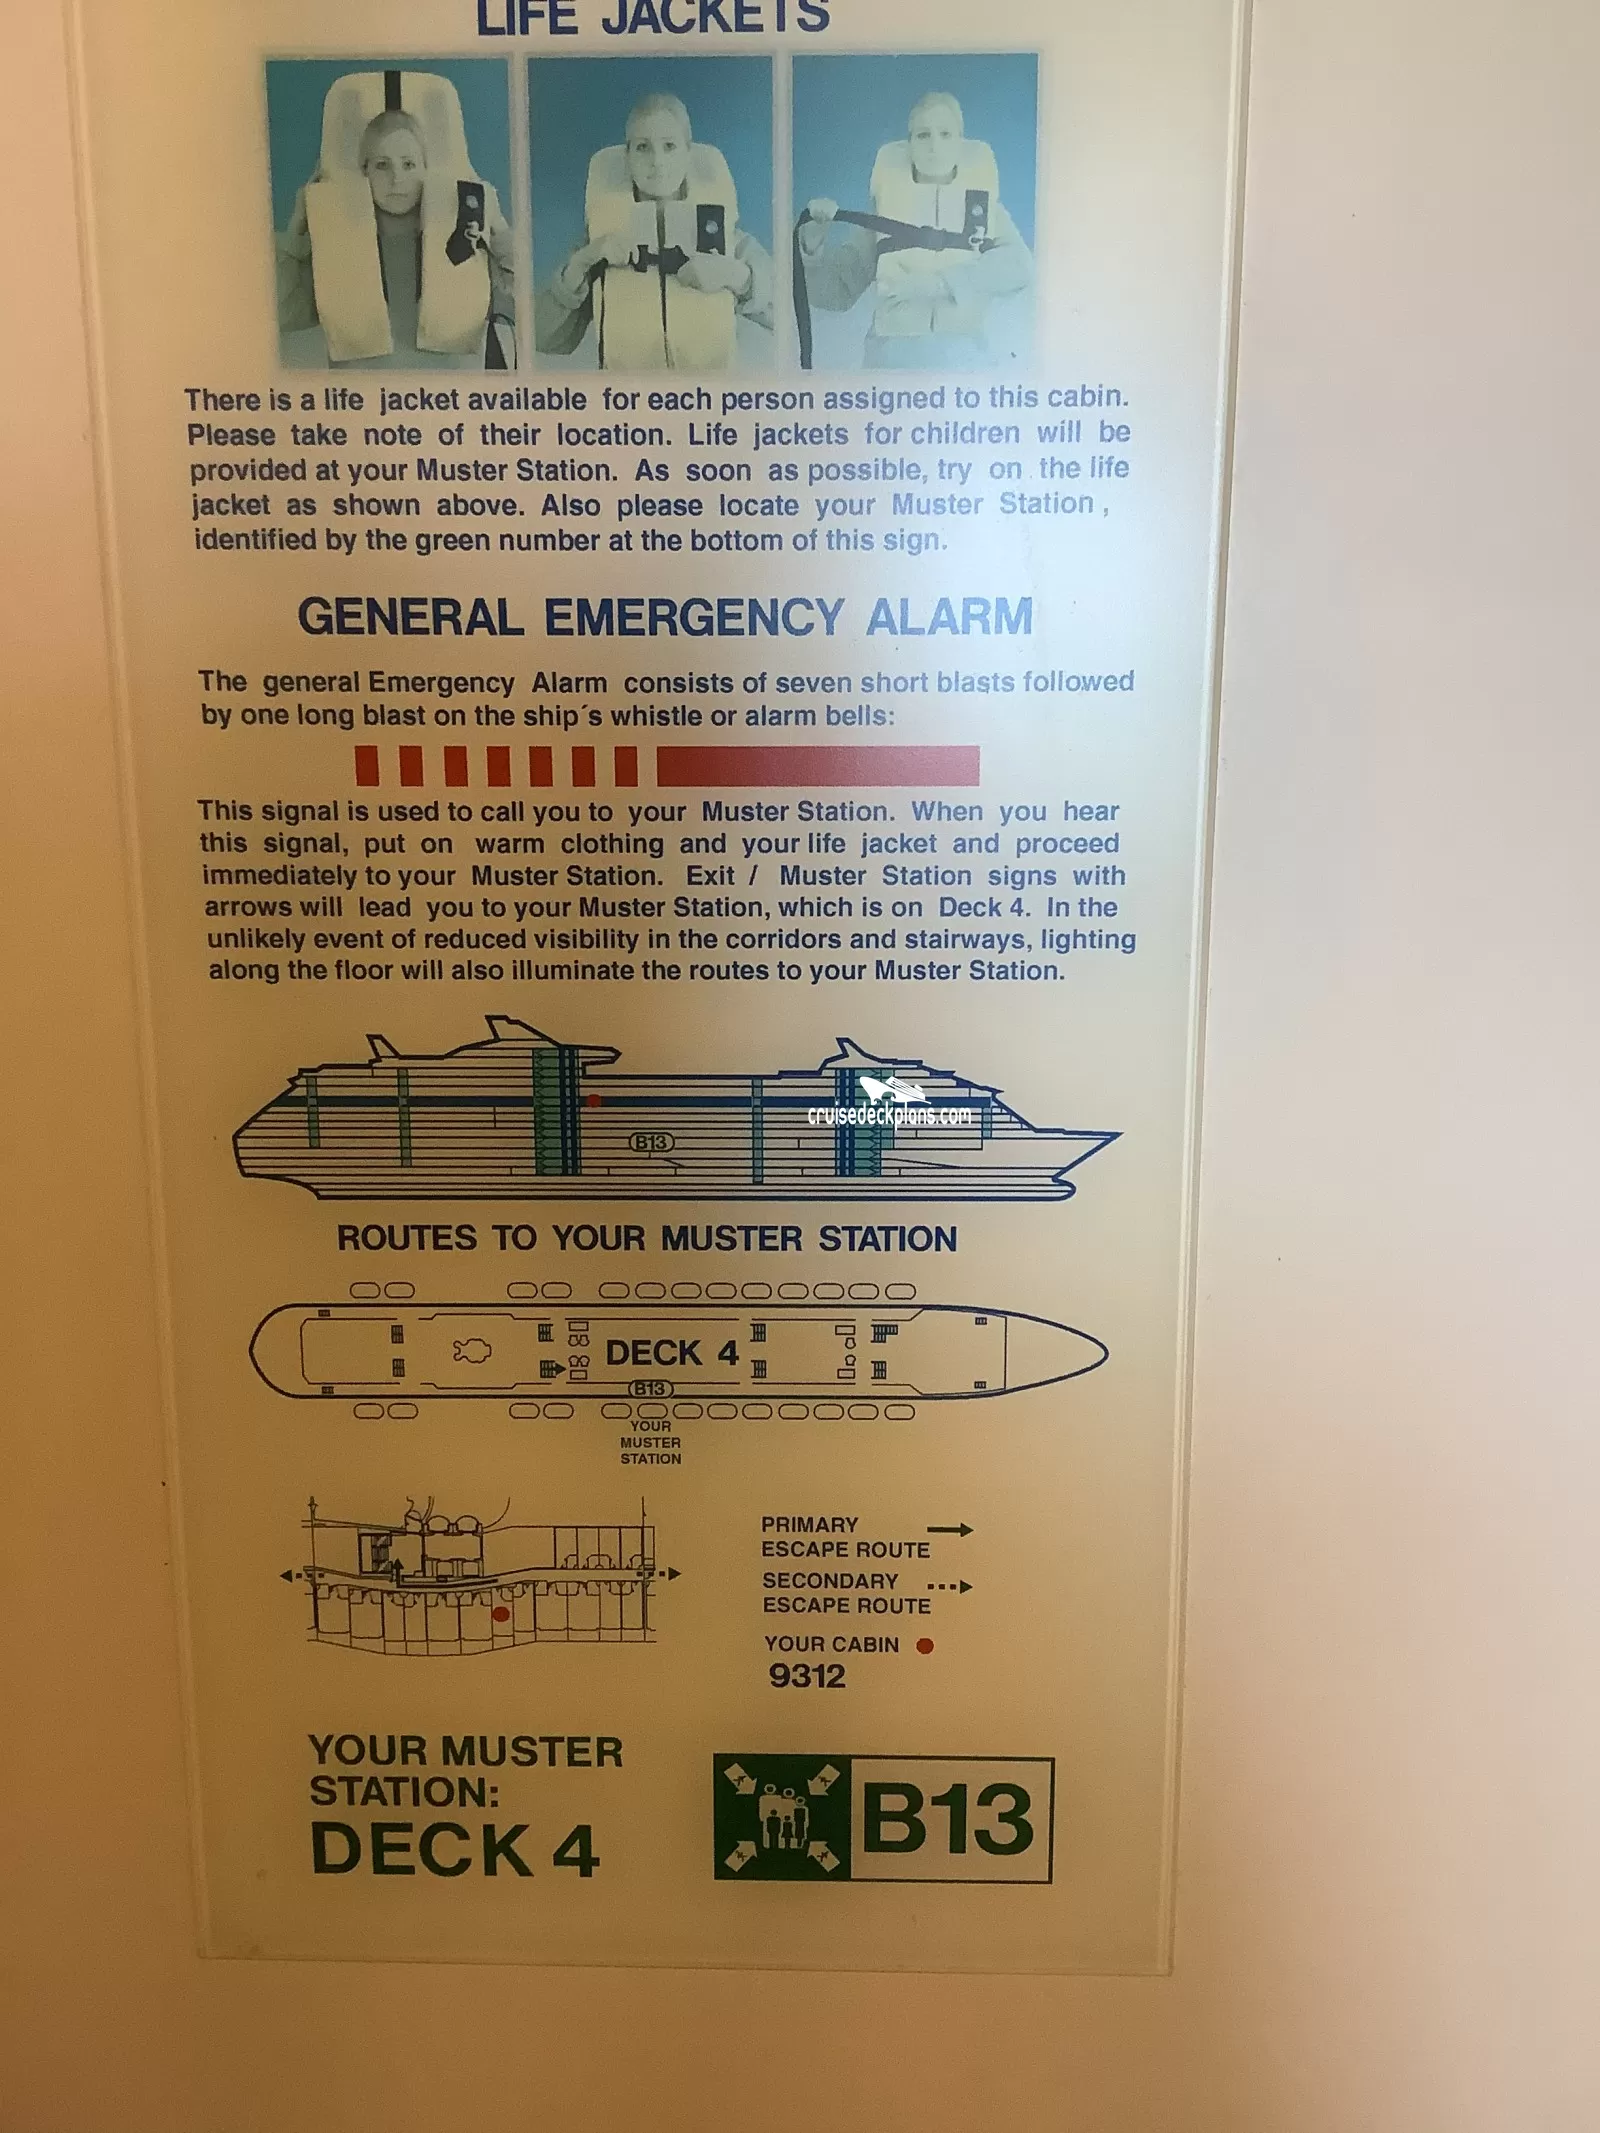 LIFE JACKETS
There is a life jacket available for each person assigned to this cabin.
Please take note of their location. Life jackets for children will be
provided at your Muster Station. As soon as possible, try on the life
jacket as shown above. Also please locate your Muster Station ,
identified by the green number at the bottom of this sign.
GENERAL EMERGENCY ALARM
The general Emergency Alarm consists of seven short blasts followed
by one long blast on the ship´s whistle or alarm bells:
This signal is used to call you to your Muster Station. When you hear
this signal, put on warm clothing and your life jacket and proceed
immediately to your Muster Station. Exit / Muster Station signs with
arrows will lead you to your Muster Station, which is on Deck 4. In the
unlikely event of reduced visibility in the corridors and stairways, lighting
along the floor will also illuminate the routes to your Muster Station.
cruisedeckplans.com
B13
ROUTES TO YOUR MUSTER STATION
DECK 4
B13
YOUR
MUSTER
STATION
PRIMARY
ESCAPE ROUTE
SECONDARY
ESCAPE ROUTE
YOUR CABIN
9312
YOUR MUSTER
STATION:
DECK 4
B13